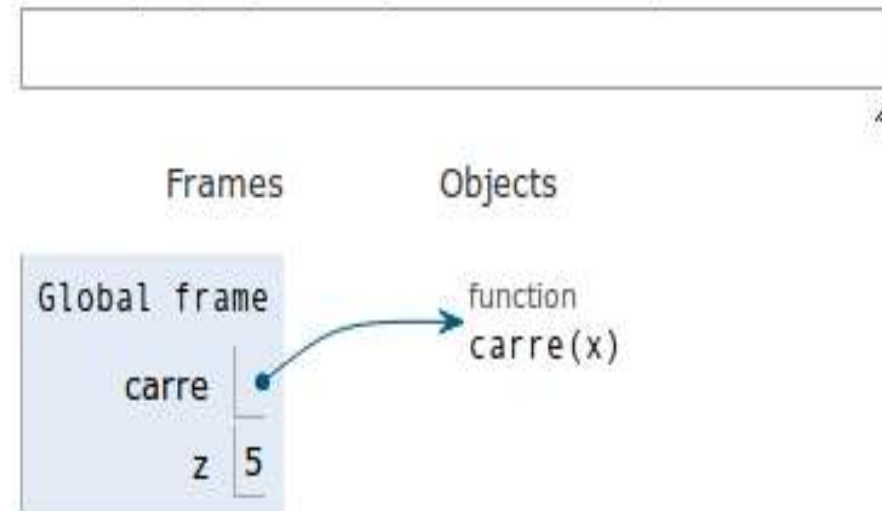 Frames Objects
Global frame
function
carre(x)
carre
z 5